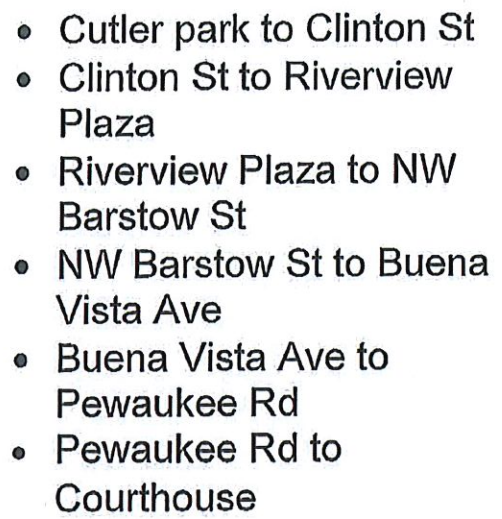 • Cutler park to Clinton St
• Clinton St to Riverview
Plaza
• Riverview Plaza to NW
Barstow St
• NW Barstow St to Buena
Vista Ave
• Buena Vista Ave to
Pewaukee Rd
• Pewaukee Rd to
Courthouse